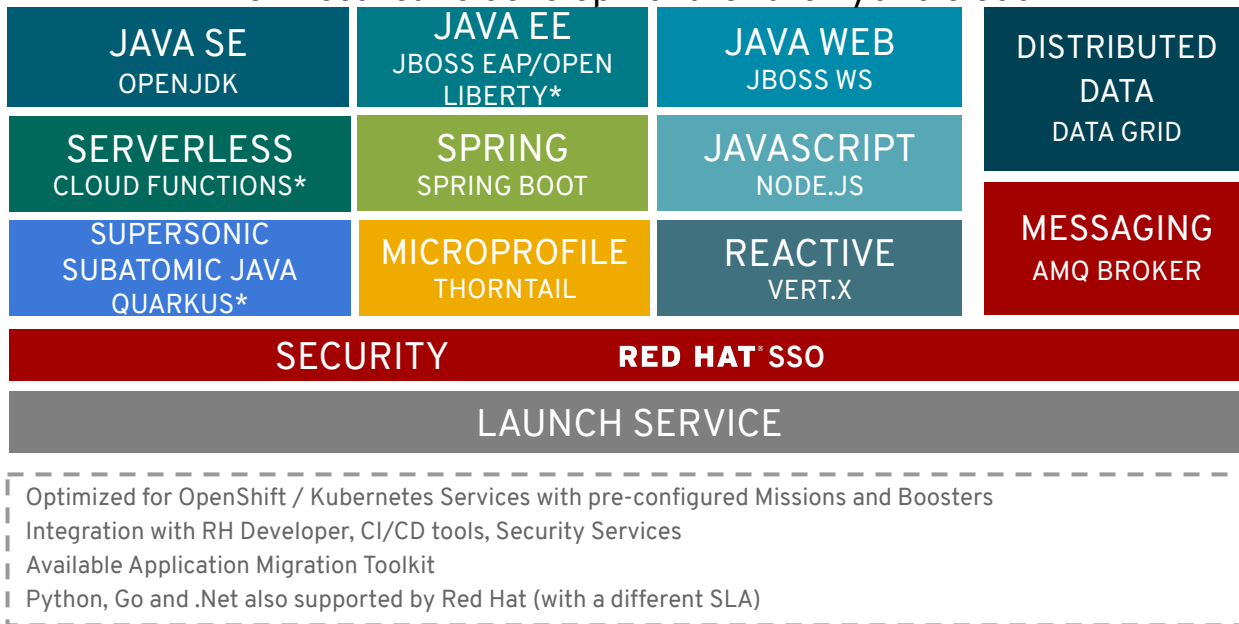 JAVA SE
OPENJDK
JAVA EE
JBOSS EAP/OPEN
LIBERTY*
JAVA WEB
JBOSS WS
DISTRIBUTED
DATA
DATA GRID
SERVERLESS
CLOUD FUNCTIONS*
SPRING
SPRING BOOT
JAVASCRIPT
NODE.JS
MESSAGING
AMQ BROKER
SUPERSONIC
SUBATOMIC JAVA
QUARKUS*
MICROPROFILE
THORNTAIL
REACTIVE
VERT.X
SECURITY RED HAT® SSO
LAUNCH SERVICE
Optimized for OpenShift / Kubernetes Services with pre-configured Missions and Boosters
Integration with RH Developer, CI/CD tools, Security Services
Available Application Migration Toolkit
Python, Go and .Net also supported by Red Hat (with a different SLA)